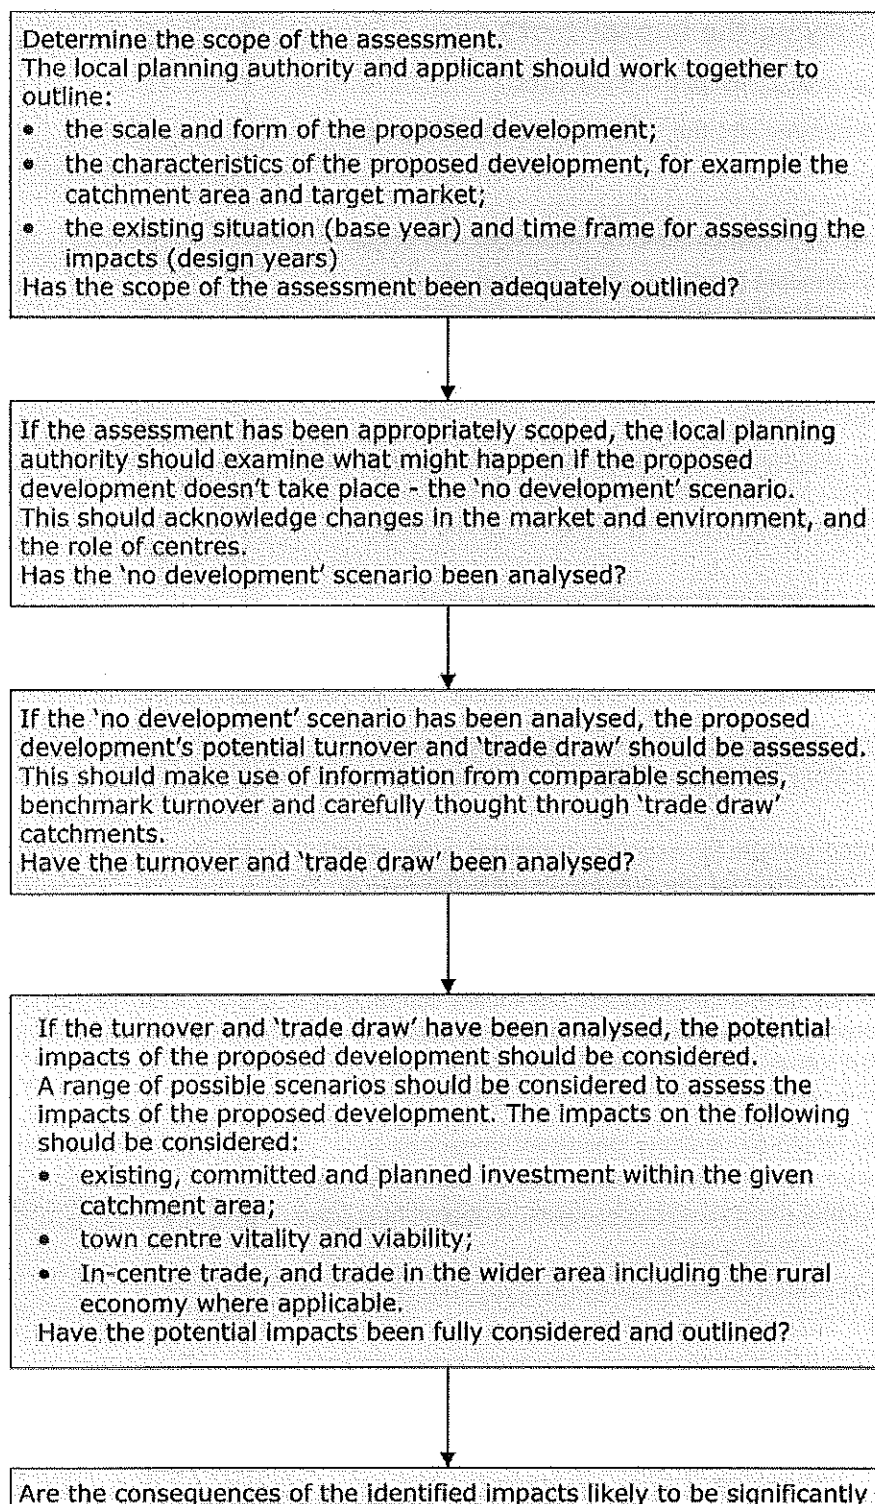 Determine the scope of the assessment.
The local planning authority and applicant should work together to
outline:
• the scale and form of the proposed development;
• the characteristics of the proposed development, for example the
catchment area and target market;
• the existing situation (base year) and time frame for assessing the
impacts (design years)
Has the scope of the assessment been adequately outlined?
If the assessment has been appropriately scoped, the local planning
authority should examine what might happen if the proposed
development doesn't take place - the 'no development' scenario.
This should acknowledge changes in the market and environment, and
the role of centres.
Has the 'no development' scenario been analysed?
If the 'no development' scenario has been analysed, the proposed
development's potential turnover and 'trade draw' should be assessed.
This should make use of information from comparable schemes,
benchmark turnover and carefully thought through 'trade draw'
catchments.
Have the turnover and 'trade draw' been analysed?
If the turnover and 'trade draw' have been analysed, the potential
impacts of the proposed development should be considered.
A range of possible scenarios should be considered to assess the
impacts of the proposed development. The impacts on the following
should be considered:
• existing, committed and planned investment within the given
catchment area;
• town centre vitality and viability;
• In-centre trade, and trade in the wider area including the rural
economy where applicable.
Have the potential impacts been fully considered and outlined?
Are the consequences of the identified impacts likely to be significantly